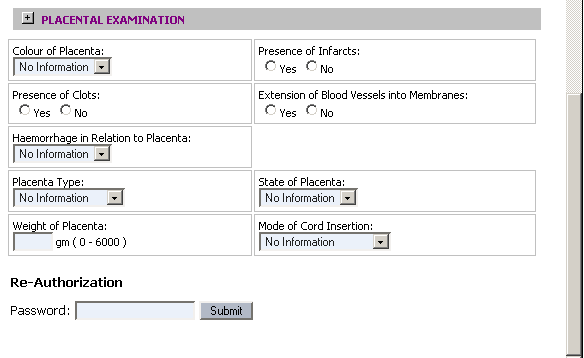 + PLACENTAL EXAMINATION
Colour of Placenta: Presence of Infarcts:
No Information Yes No
Presence of Clots: Extension of Blood Vessels into Membranes:
Yes No Yes No
Haemorrhage in Relation to Placenta:
No Information
Placenta Type: State of Placenta:
No Information No Information
Weight of Placenta: Mode of Cord Insertion:
gm ( 0 - 6000 ) No Information
Re-Authorization
Password: Submit